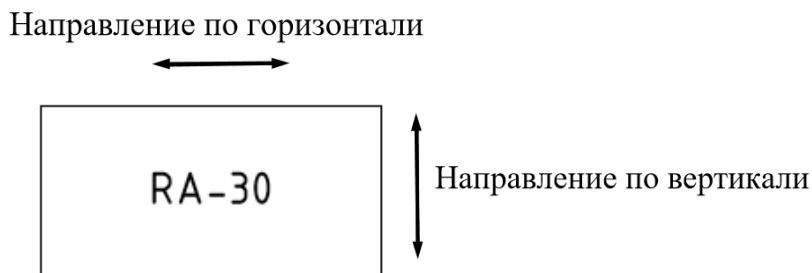 Направление по горизонтали
RA-30
Направление по вертикали